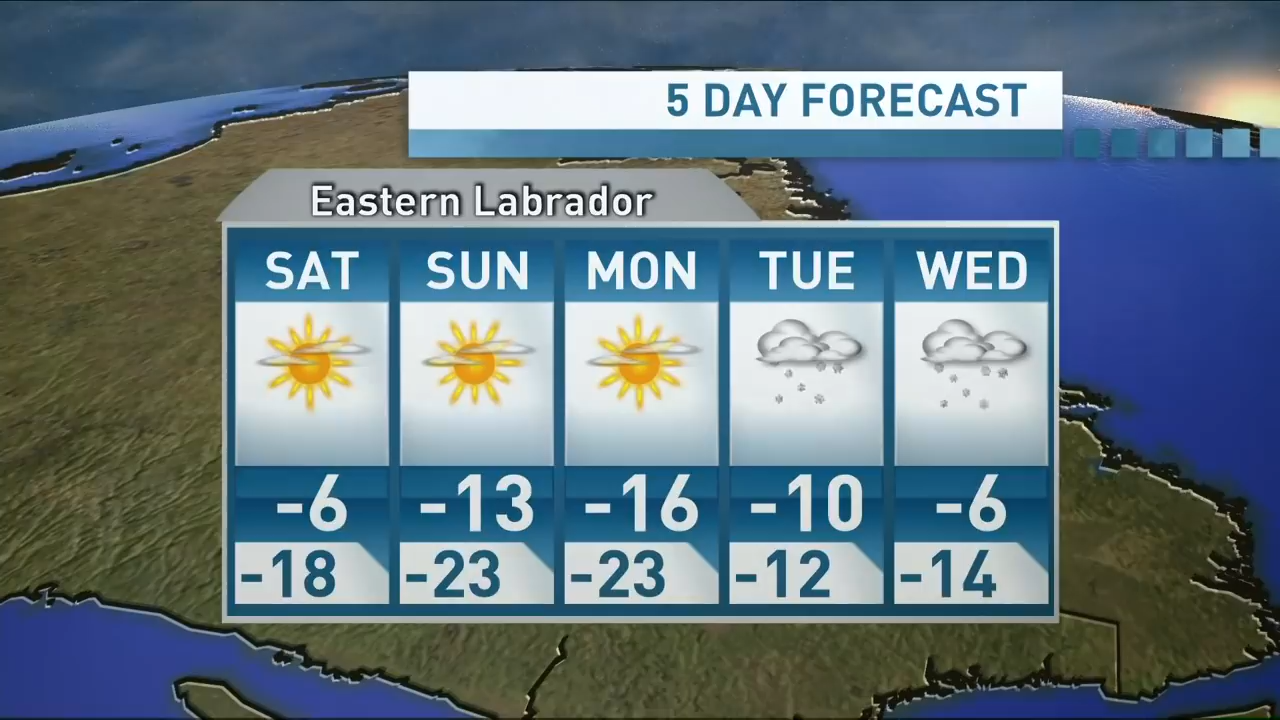 5 DAY FORECAST
Eastern Labrador
SAT SUN MON TUE WED
-6 -13 -16 -10 -6
-18 -23 -23 -12 -14